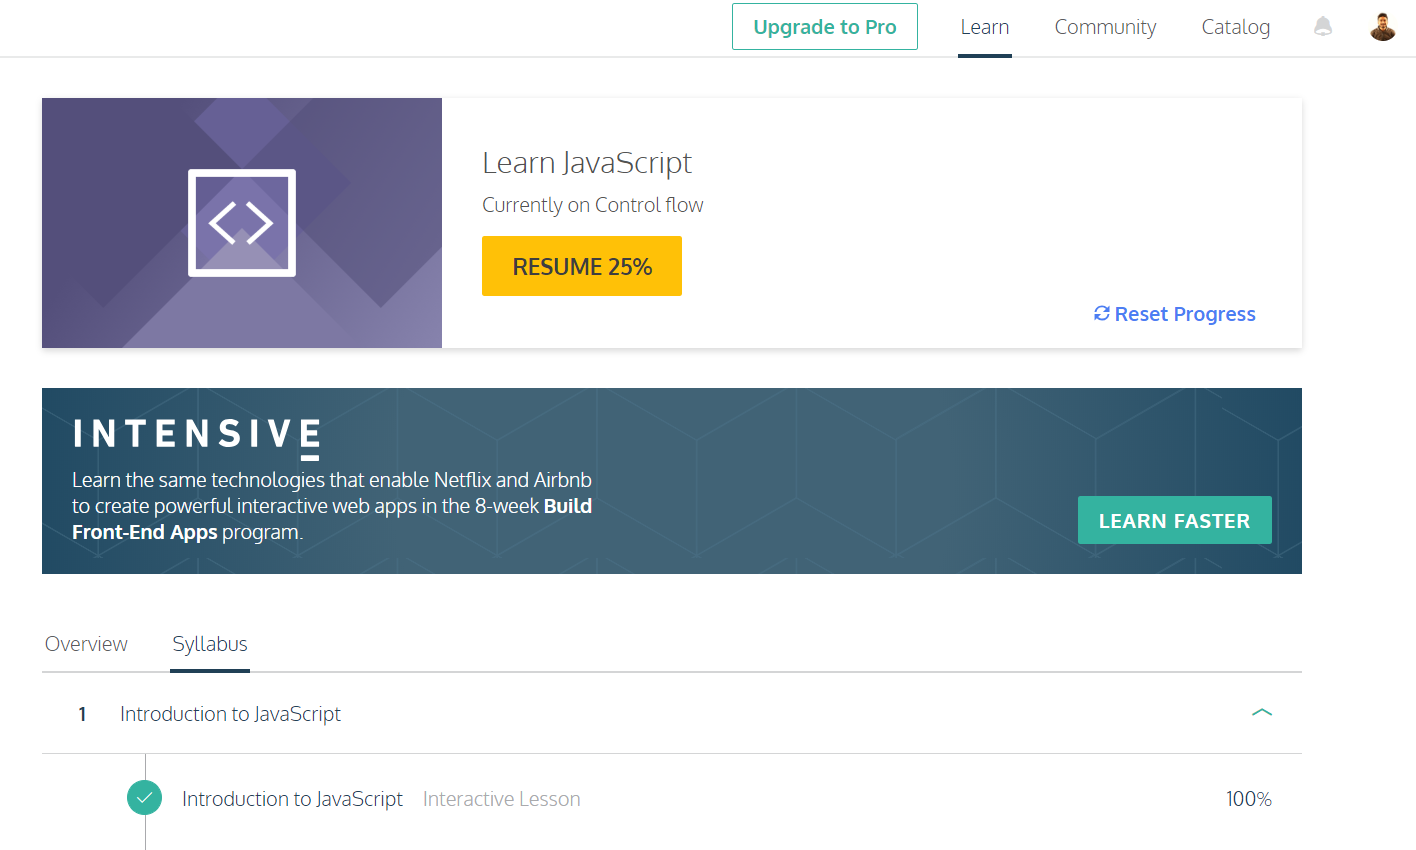 Upgrade to Pro
Learn
Community
Catalog
Learn JavaScript
Currently on Control flow
RESUME 25%
Reset Progress
INTENSIVE
Learn the same technologies that enable Netflix and Airbnb
to create powerful interactive web apps in the 8-week Build
Front-End Apps program.
LEARN FASTER
Overview
Syllabus
1 Introduction to JavaScript
Introduction to JavaScript Interactive Lesson 100%